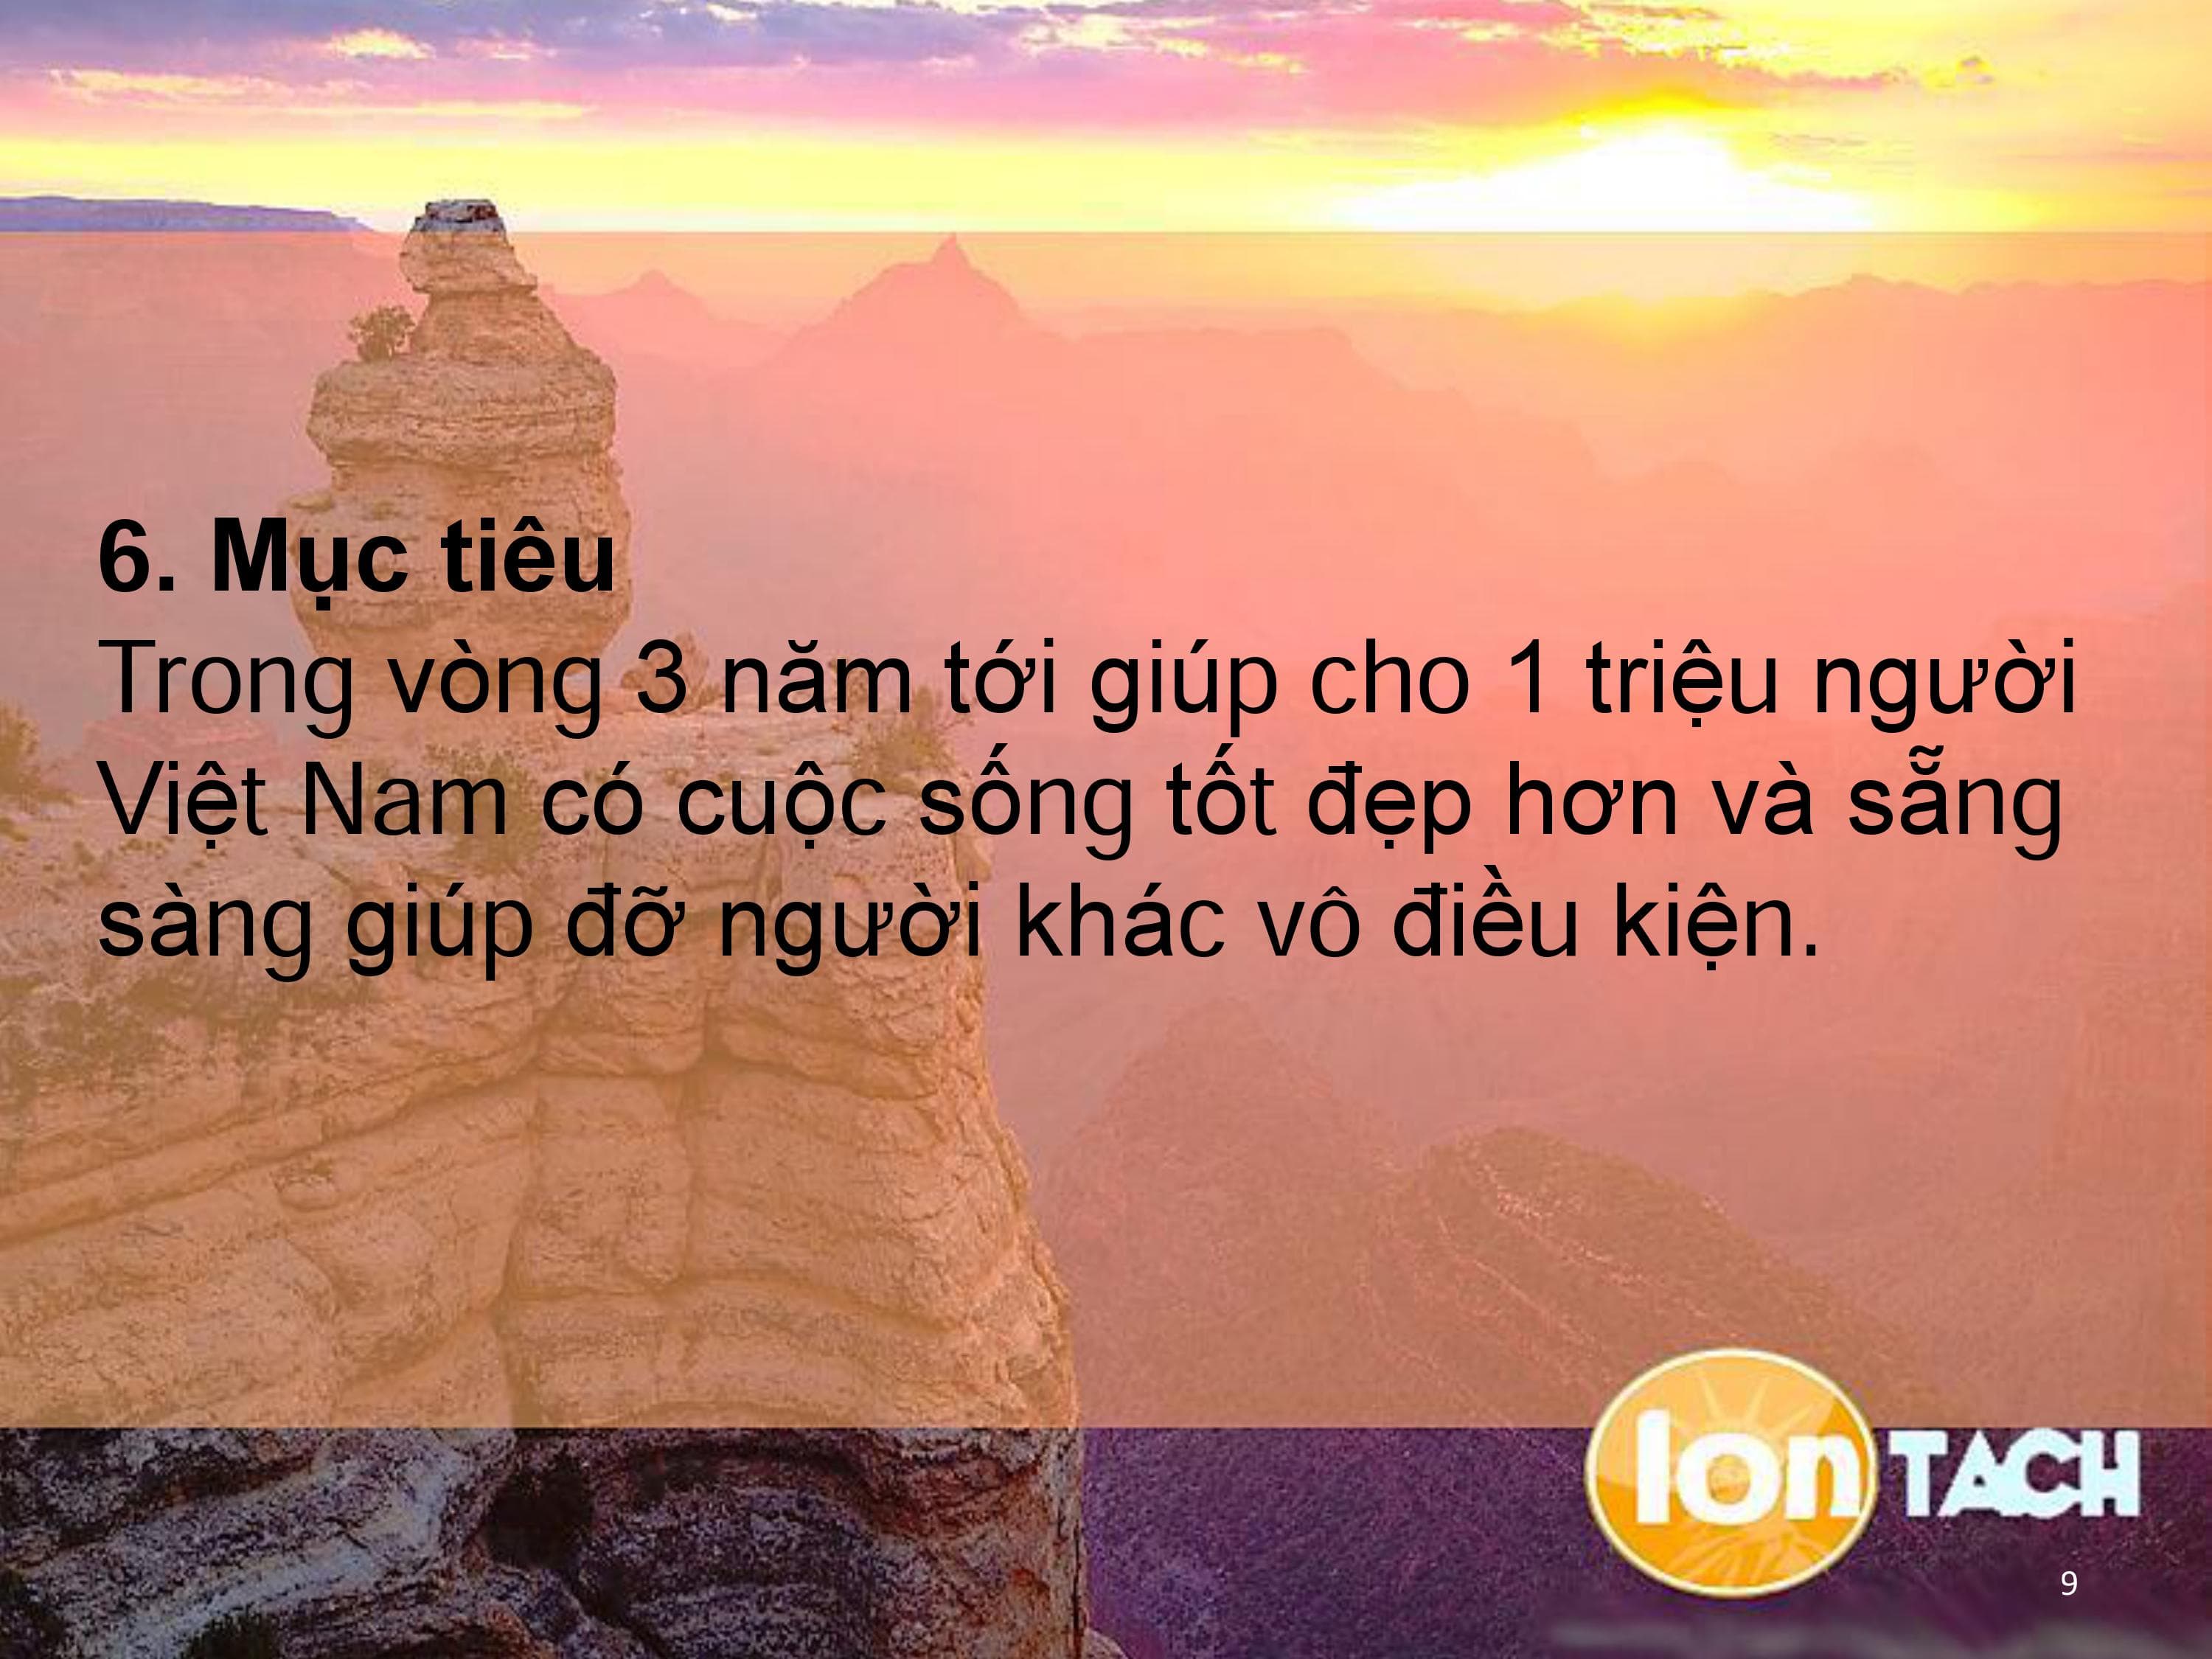 6. Mục tiêu
Trong vòng 3 năm tới giúp cho 1 triệu người
Việt Nam có cuộc sống tốt đẹp hơn và sẵng
sàng giúp đỡ người khác vô điều kiện.
Ion TACH
9